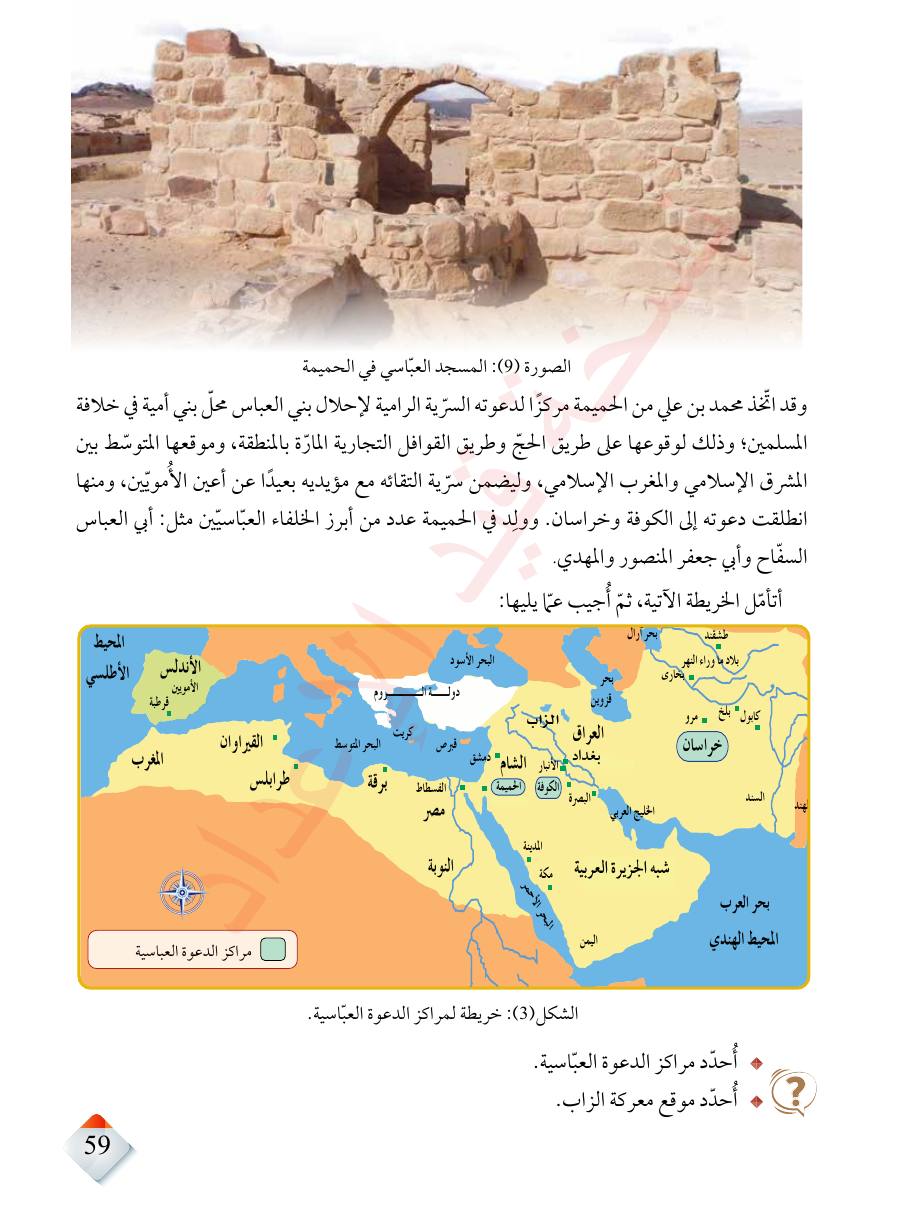 الصورة (9): المسجد العبّاسي في الحميمة
وقد اتّخذ محمد بن علي من الحميمة مركزًا لدعوته السرّية الرامية لإحلال بني العباس محلّ بني أمية في خلافة
المسلمين؛ وذلك لوقوعها على طريق الحجّ وطريق القوافل التجارية المارّة بالمنطقة، وموقعها المتوسّط بين
المشرق الإسلامي والمغرب الإسلامي، وليضمن سرّية التقائه مع مؤيديه بعيدًا عن أعين الأُمويّين، ومنها
انطلقت دعوته إلى الكوفة وخراسان. وولِد في الحميمة عدد من أبرز الخلفاء العبّاسيّين مثل: أبي العباس
السفّاح وأبي جعفر المنصور والمهدي.
أتأمّل الخريطة الآتية، ثمّ أُجيب عمّا يليها:
المحيط
الأطلسي
الأندلس
الأمويين
قرطبة
البحر الأسود
بحر آرال
طشقند
بلاد ما وراء النهر
بخارى
بحر
قزوين
دولـــة الــــــــروم
كريت
قبرص
البحر المتوسط
الزاب
العراق
بغداد
مرو
بلخ
كابول
خراسان
القيراوان
المغرب
طرابلس
برقة
دمشق
الشام
الأنبار
الحميمة
الكوفة
البصرة
الفسطاط
مصر
الخليج العربي
السند
الهند
النوبة
المدينة
مكة
شبه الجزيرة العربية
البحر الأحمر
بحر العرب
المحيط الهندي
اليمن
مراكز الدعوة العباسية
الشكل(3): خريطة لمراكز الدعوة العبّاسية.
أُحدّد مراكز الدعوة العبّاسية.
أُحدّد موقع معركة الزاب.
?
59
نسخة قيد الإعداد